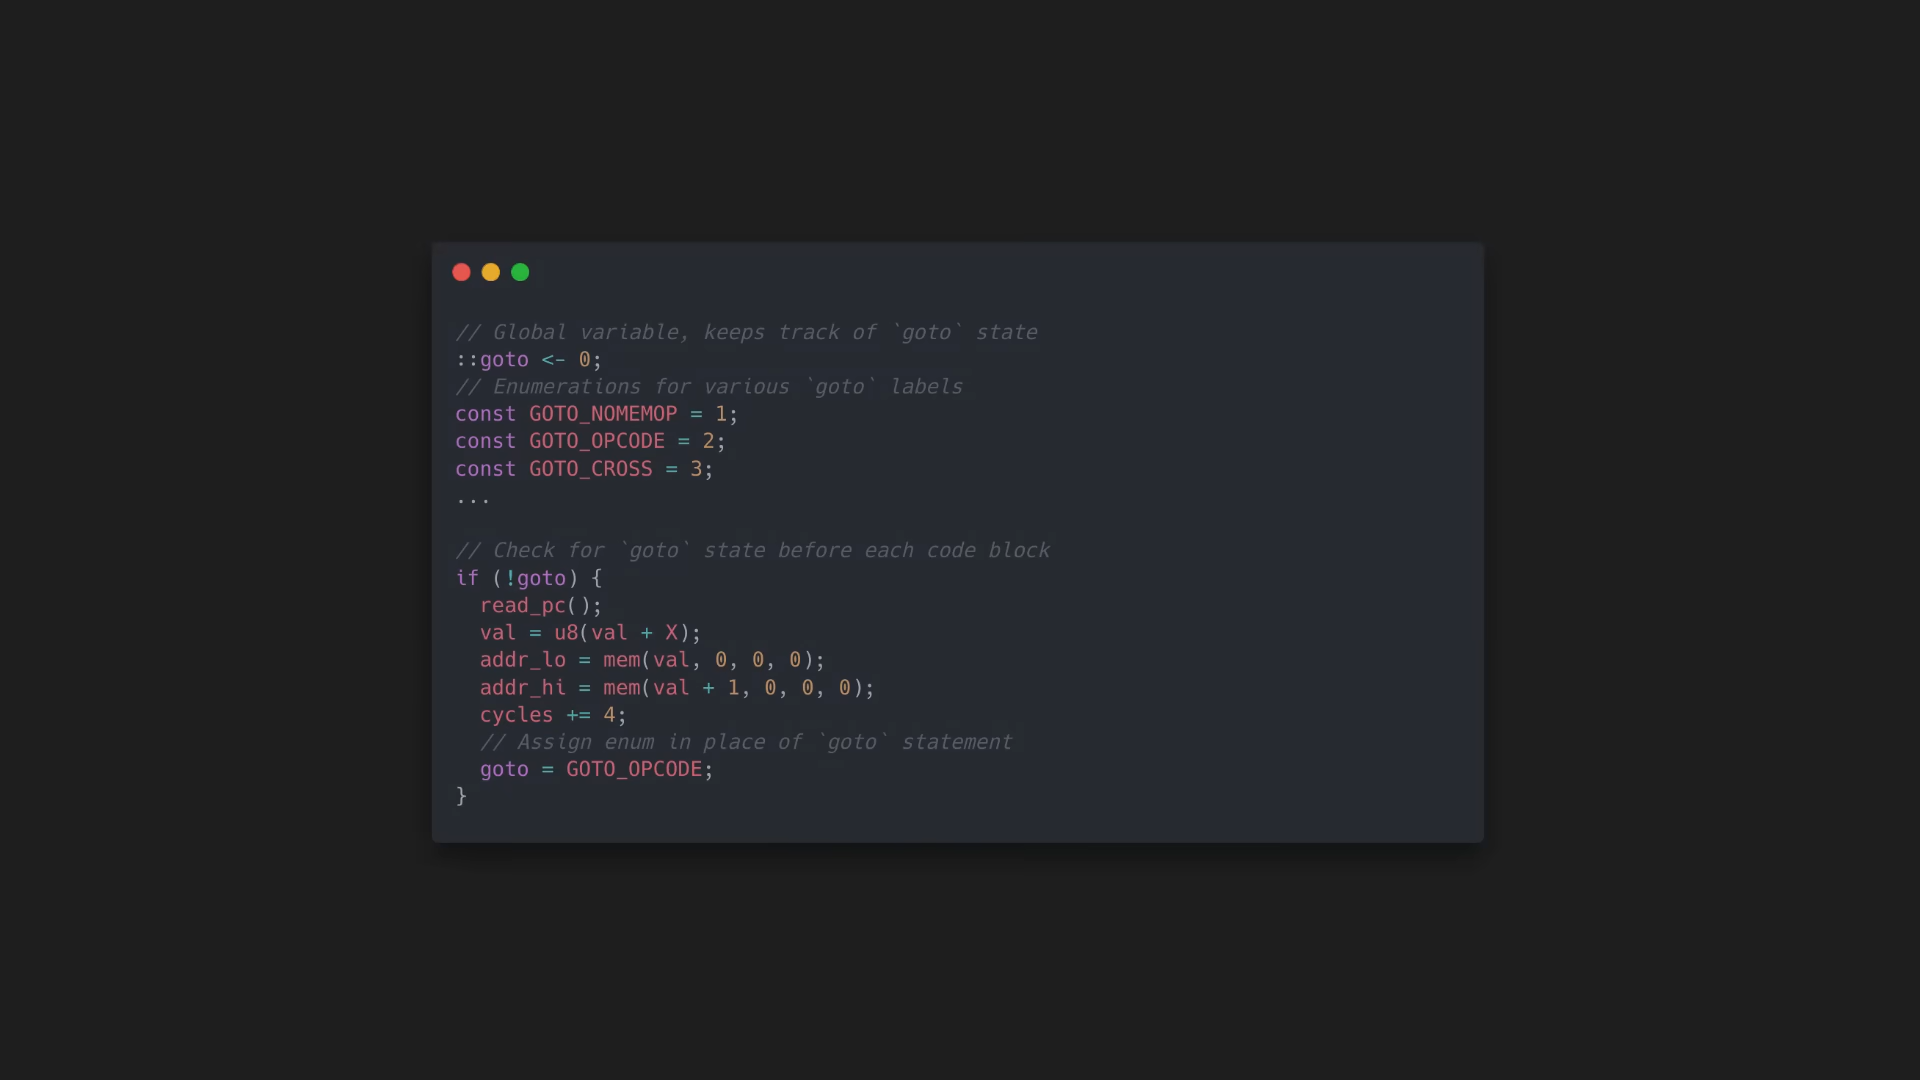 // Global variable, keeps track of `goto` state
::goto <- 0;
// Enumerations for various `goto` labels
const GOTO_NOMEMOP = 1;
const GOTO_OPCODE = 2;
const GOTO_CROSS = 3;
...
// Check for `goto` state before each code block
if (!goto) {
  read_pc();
  val = u8(val + X);
  addr_lo = mem(val, 0, 0, 0);
  addr_hi = mem(val + 1, 0, 0, 0);
  cycles += 4;
  // Assign enum in place of `goto` statement
  goto = GOTO_OPCODE;
}